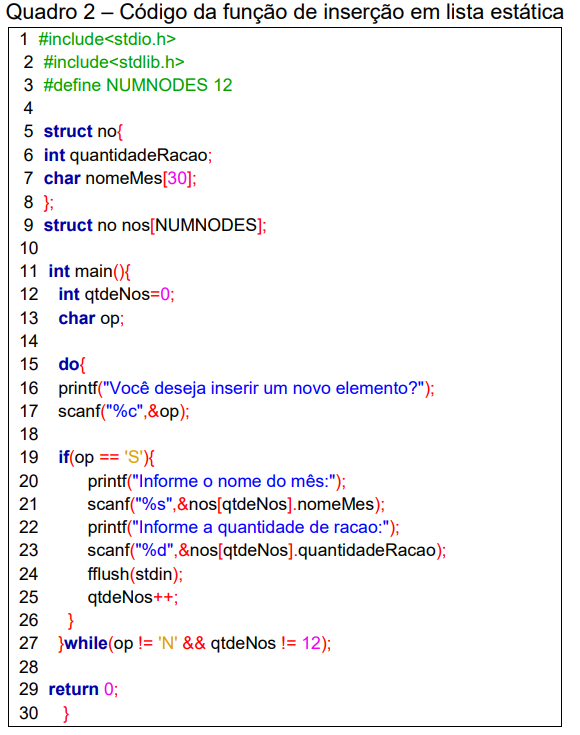 Quadro 2 – Código da função de inserção em lista estática
1 #include<stdio.h>
2 #include<stdlib.h>
3 #define NUMNODES 12
4
5 struct no{
6 int quantidadeRacao;
7 char nomeMes[30];
8 };
9 struct no nos[NUMNODES];
10
11 int main(){
12 int qtdeNos=0;
13 char op;
14
15 do{
16 printf("Você deseja inserir um novo elemento?");
17 scanf("%c",&op);
18
19 if(op == 'S'){
20 printf("Informe o nome do mês:");
21 scanf("%s",&nos[qtdeNos].nomeMes);
22 printf("Informe a quantidade de racao:");
23 scanf("%d",&nos[qtdeNos].quantidadeRacao);
24 fflush(stdin);
25 qtdeNos++;
26 }
27 }while(op != 'N' && qtdeNos != 12);
28
29 return 0;
30 }